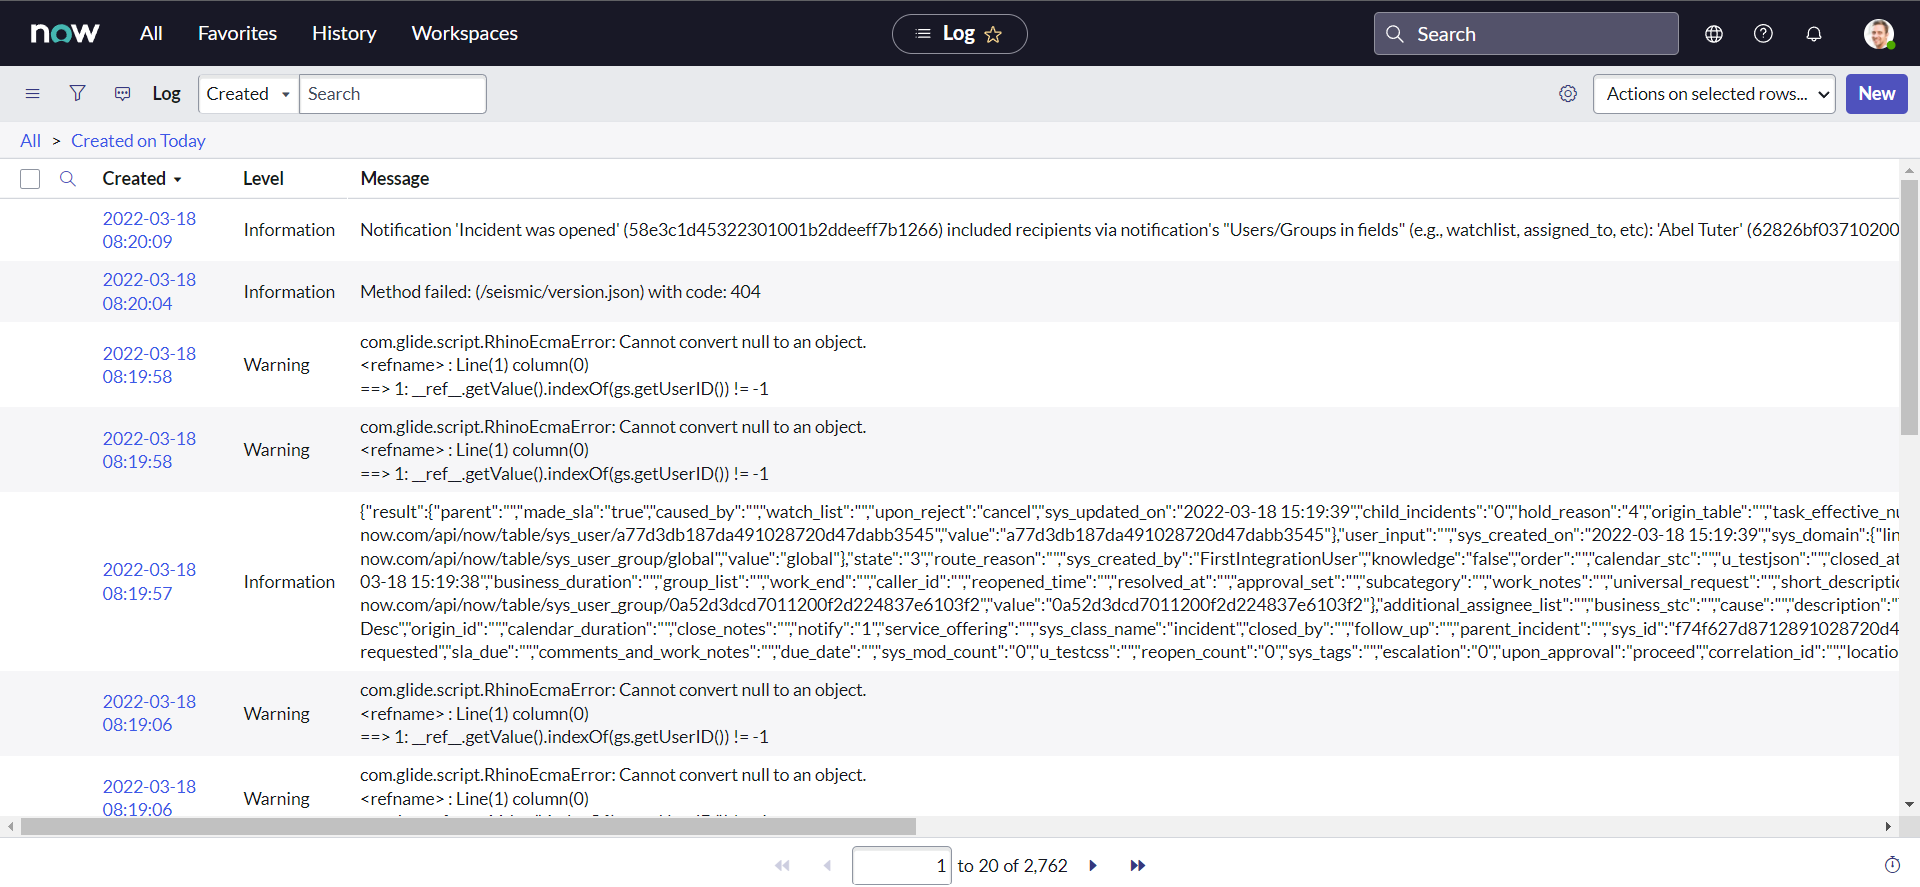 now All Favorites History Workspaces Log Search
Log Created Search Actions on selected rows... New
All > Created on Today
Created Level Message
2022-03-18 08:20:09 Information Notification 'Incident was opened' (58e3c1d45322301001b2ddeeff7b1266) included recipients via notification's "Users/Groups in fields" (e.g., watchlist, assigned_to, etc): 'Abel Tuter' (62826bf03710200
2022-03-18 08:20:04 Information Method failed: (/seismic/version.json) with code: 404
2022-03-18 08:19:58 Warning com.glide.script.RhinoEcmaError: Cannot convert null to an object.
<refname> : Line(1) column(0)
==> 1: __ref__.getValue().indexOf(gs.getUserID()) != -1
2022-03-18 08:19:58 Warning com.glide.script.RhinoEcmaError: Cannot convert null to an object.
<refname> : Line(1) column(0)
==> 1: __ref__.getValue().indexOf(gs.getUserID()) != -1
2022-03-18 08:19:57 Information {"result":{"parent":"","made_sla":"true","caused_by":"","watch_list":"","upon_reject":"cancel","sys_updated_on":"2022-03-18 15:19:39","child_incidents":"0","hold_reason":"4","origin_table":"","task_effective_nu
now.com/api/now/table/sys_user/a77d3db187da491028720d47dabb3545","value":"a77d3db187da491028720d47dabb3545"},"user_input":"","sys_created_on":"2022-03-18 15:19:39","sys_domain":{"lin
now.com/api/now/table/sys_user_group/global","value":"global"},"state":"3","route_reason":"","sys_created_by":"FirstIntegrationUser","knowledge":"false","order":"","calendar_stc":"","u_testjson":"","closed_at
03-18 15:19:38","business_duration":"","group_list":"","work_end":"","caller_id":"","reopened_time":"","resolved_at":"","approval_set":"","subcategory":"","work_notes":"","universal_request":"","short_descriptio
now.com/api/now/table/sys_user_group/0a52d3dcd7011200f2d224837e6103f2","value":"0a52d3dcd7011200f2d224837e6103f2"},"additional_assignee_list":"","business_stc":"","cause":"","description":"
Desc","origin_id":"","calendar_duration":"","close_notes":"","notify":"1","service_offering":"","sys_class_name":"incident","closed_by":"","follow_up":"","parent_incident":"","sys_id":"f74f627d8712891028720d4
requested","sla_due":"","comments_and_work_notes":"","due_date":"","sys_mod_count":"0","u_testcss":"","reopen_count":"0","sys_tags":"","escalation":"0","upon_approval":"proceed","correlation_id":"","locatio
2022-03-18 08:19:06 Warning com.glide.script.RhinoEcmaError: Cannot convert null to an object.
<refname> : Line(1) column(0)
==> 1: __ref__.getValue().indexOf(gs.getUserID()) != -1
2022-03-18 08:19:06 Warning com.glide.script.RhinoEcmaError: Cannot convert null to an object.
<refname> : Line(1) column(0)
1 to 20 of 2,762